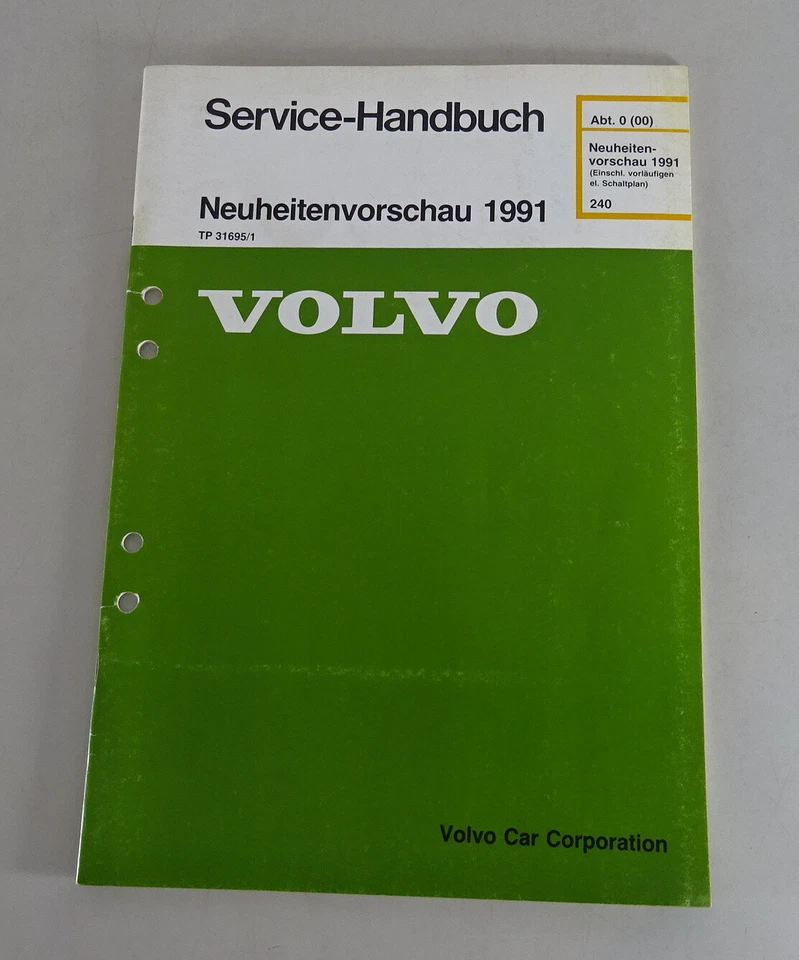 Service-Handbuch
Neuheitenvorschau 1991
TP 31695/1
Abt. 0 (00)
Neuheiten-
vorschau 1991
(Einschl. vorläufigen
el. Schaltplan)
240
VOLVO
Volvo Car Corporation